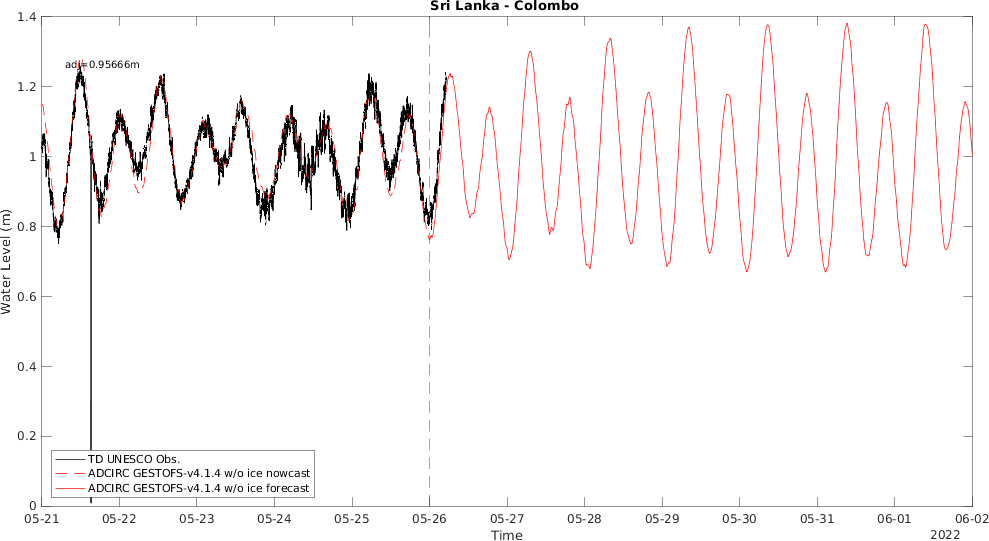 Sri Lanka - Colombo
Water Level (m)
1.4
1.2
1
0.8
0.6
0.4
0.2
0
adj=0.95666m
TD UNESCO Obs.
ADCIRC GESTOFS-v4.1.4 w/o ice nowcast
ADCIRC GESTOFS-v4.1.4 w/o ice forecast
05-21 05-22 05-23 05-24 05-25 05-26 05-27 05-28 05-29 05-30 05-31 06-01 06-02
Time
2022